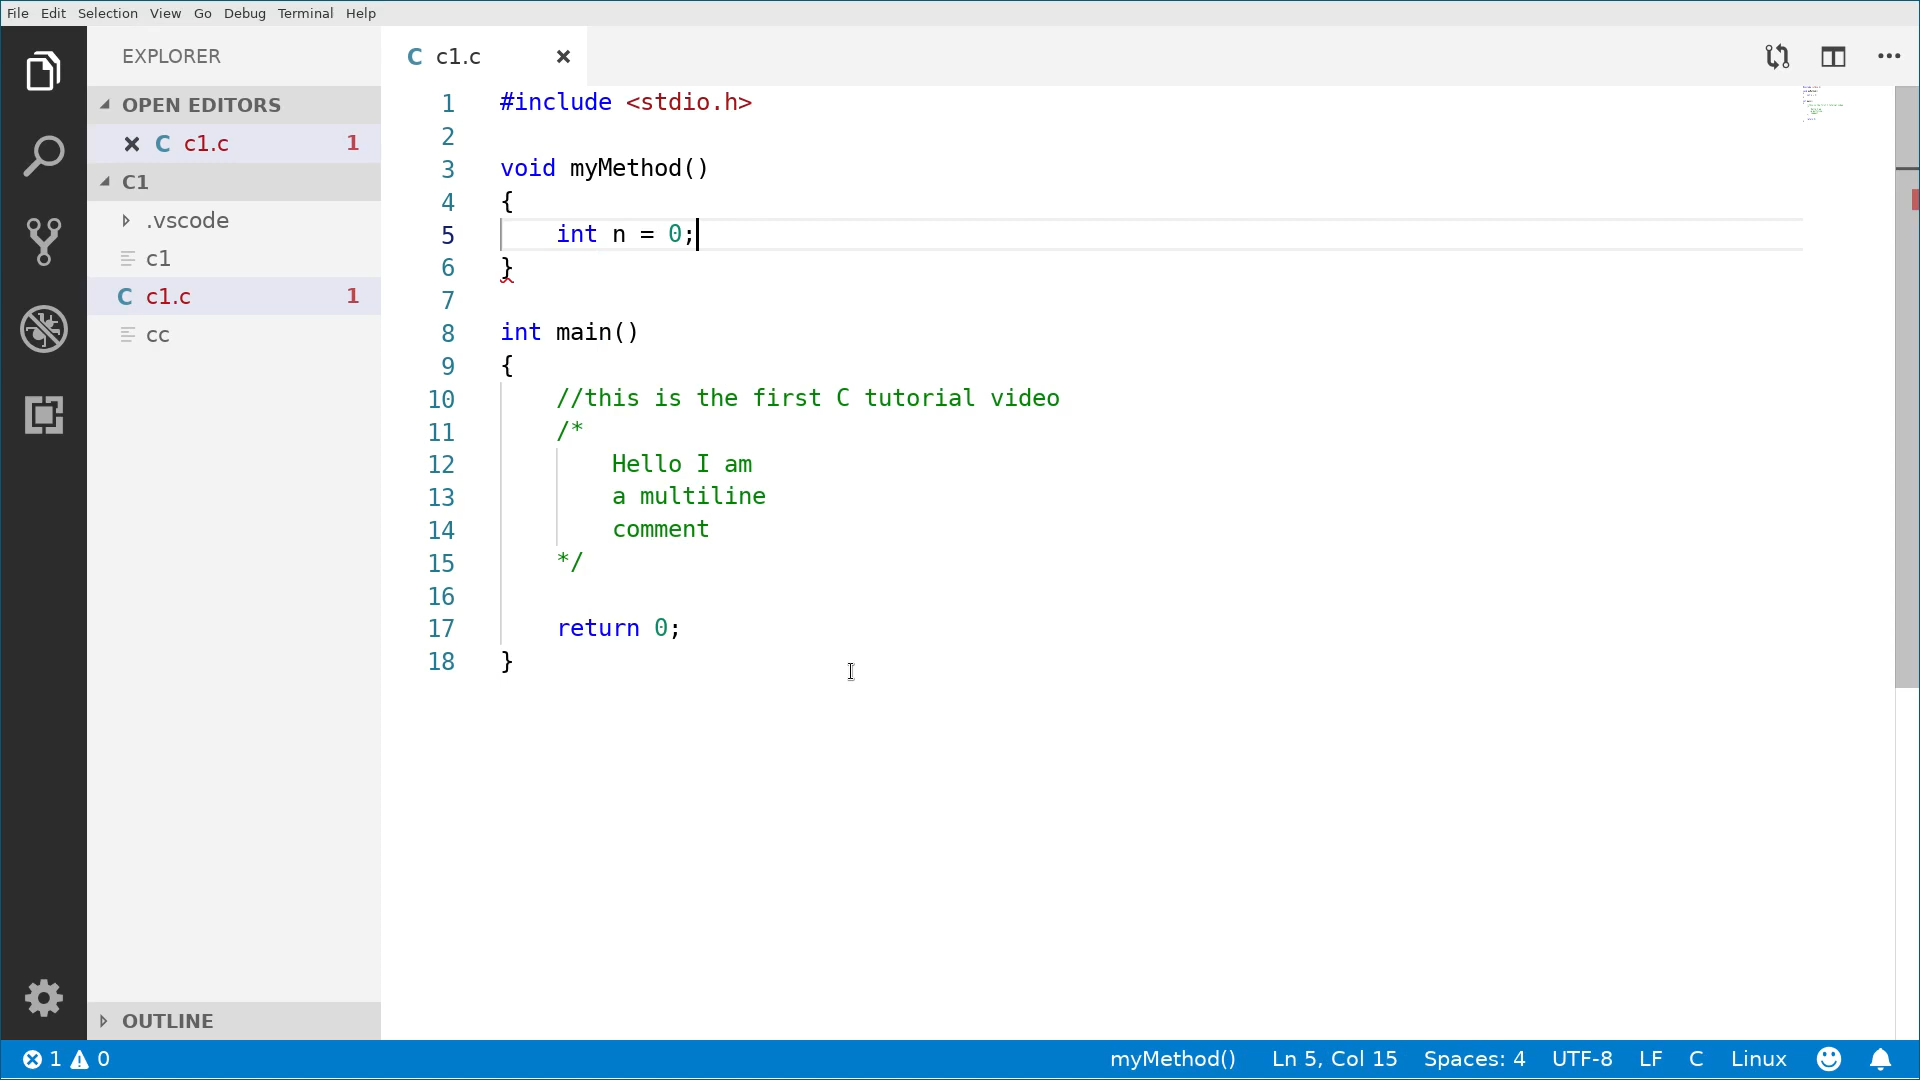 File Edit Selection View Go Debug Terminal Help
EXPLORER
OPEN EDITORS
C c1.c 1
C1
.vscode
c1
C c1.c 1
cc
OUTLINE
C c1.c
1 #include <stdio.h>
2
3 void myMethod()
4 {
5     int n = 0;
6 }
7
8 int main()
9 {
10     //this is the first C tutorial video
11     /*
12         Hello I am
13         a multiline
14         comment
15     */
16
17     return 0;
18 }
1 0 myMethod() Ln 5, Col 15 Spaces: 4 UTF-8 LF C Linux